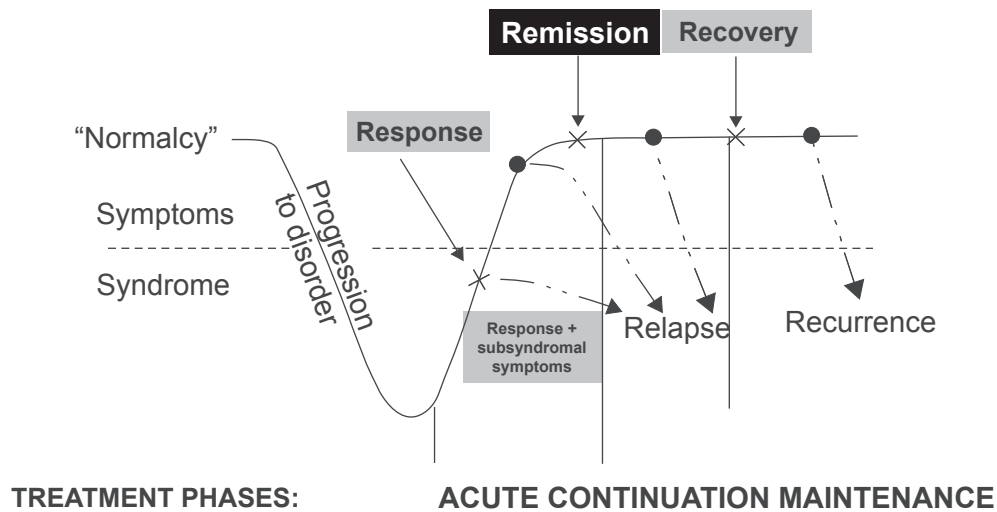 Remission
Recovery
Response
“Normalcy”
Progression
to disorder
Symptoms
Syndrome
Response +
subsyndromal
symptoms
Relapse
Recurrence
TREATMENT PHASES:
ACUTE CONTINUATION MAINTENANCE